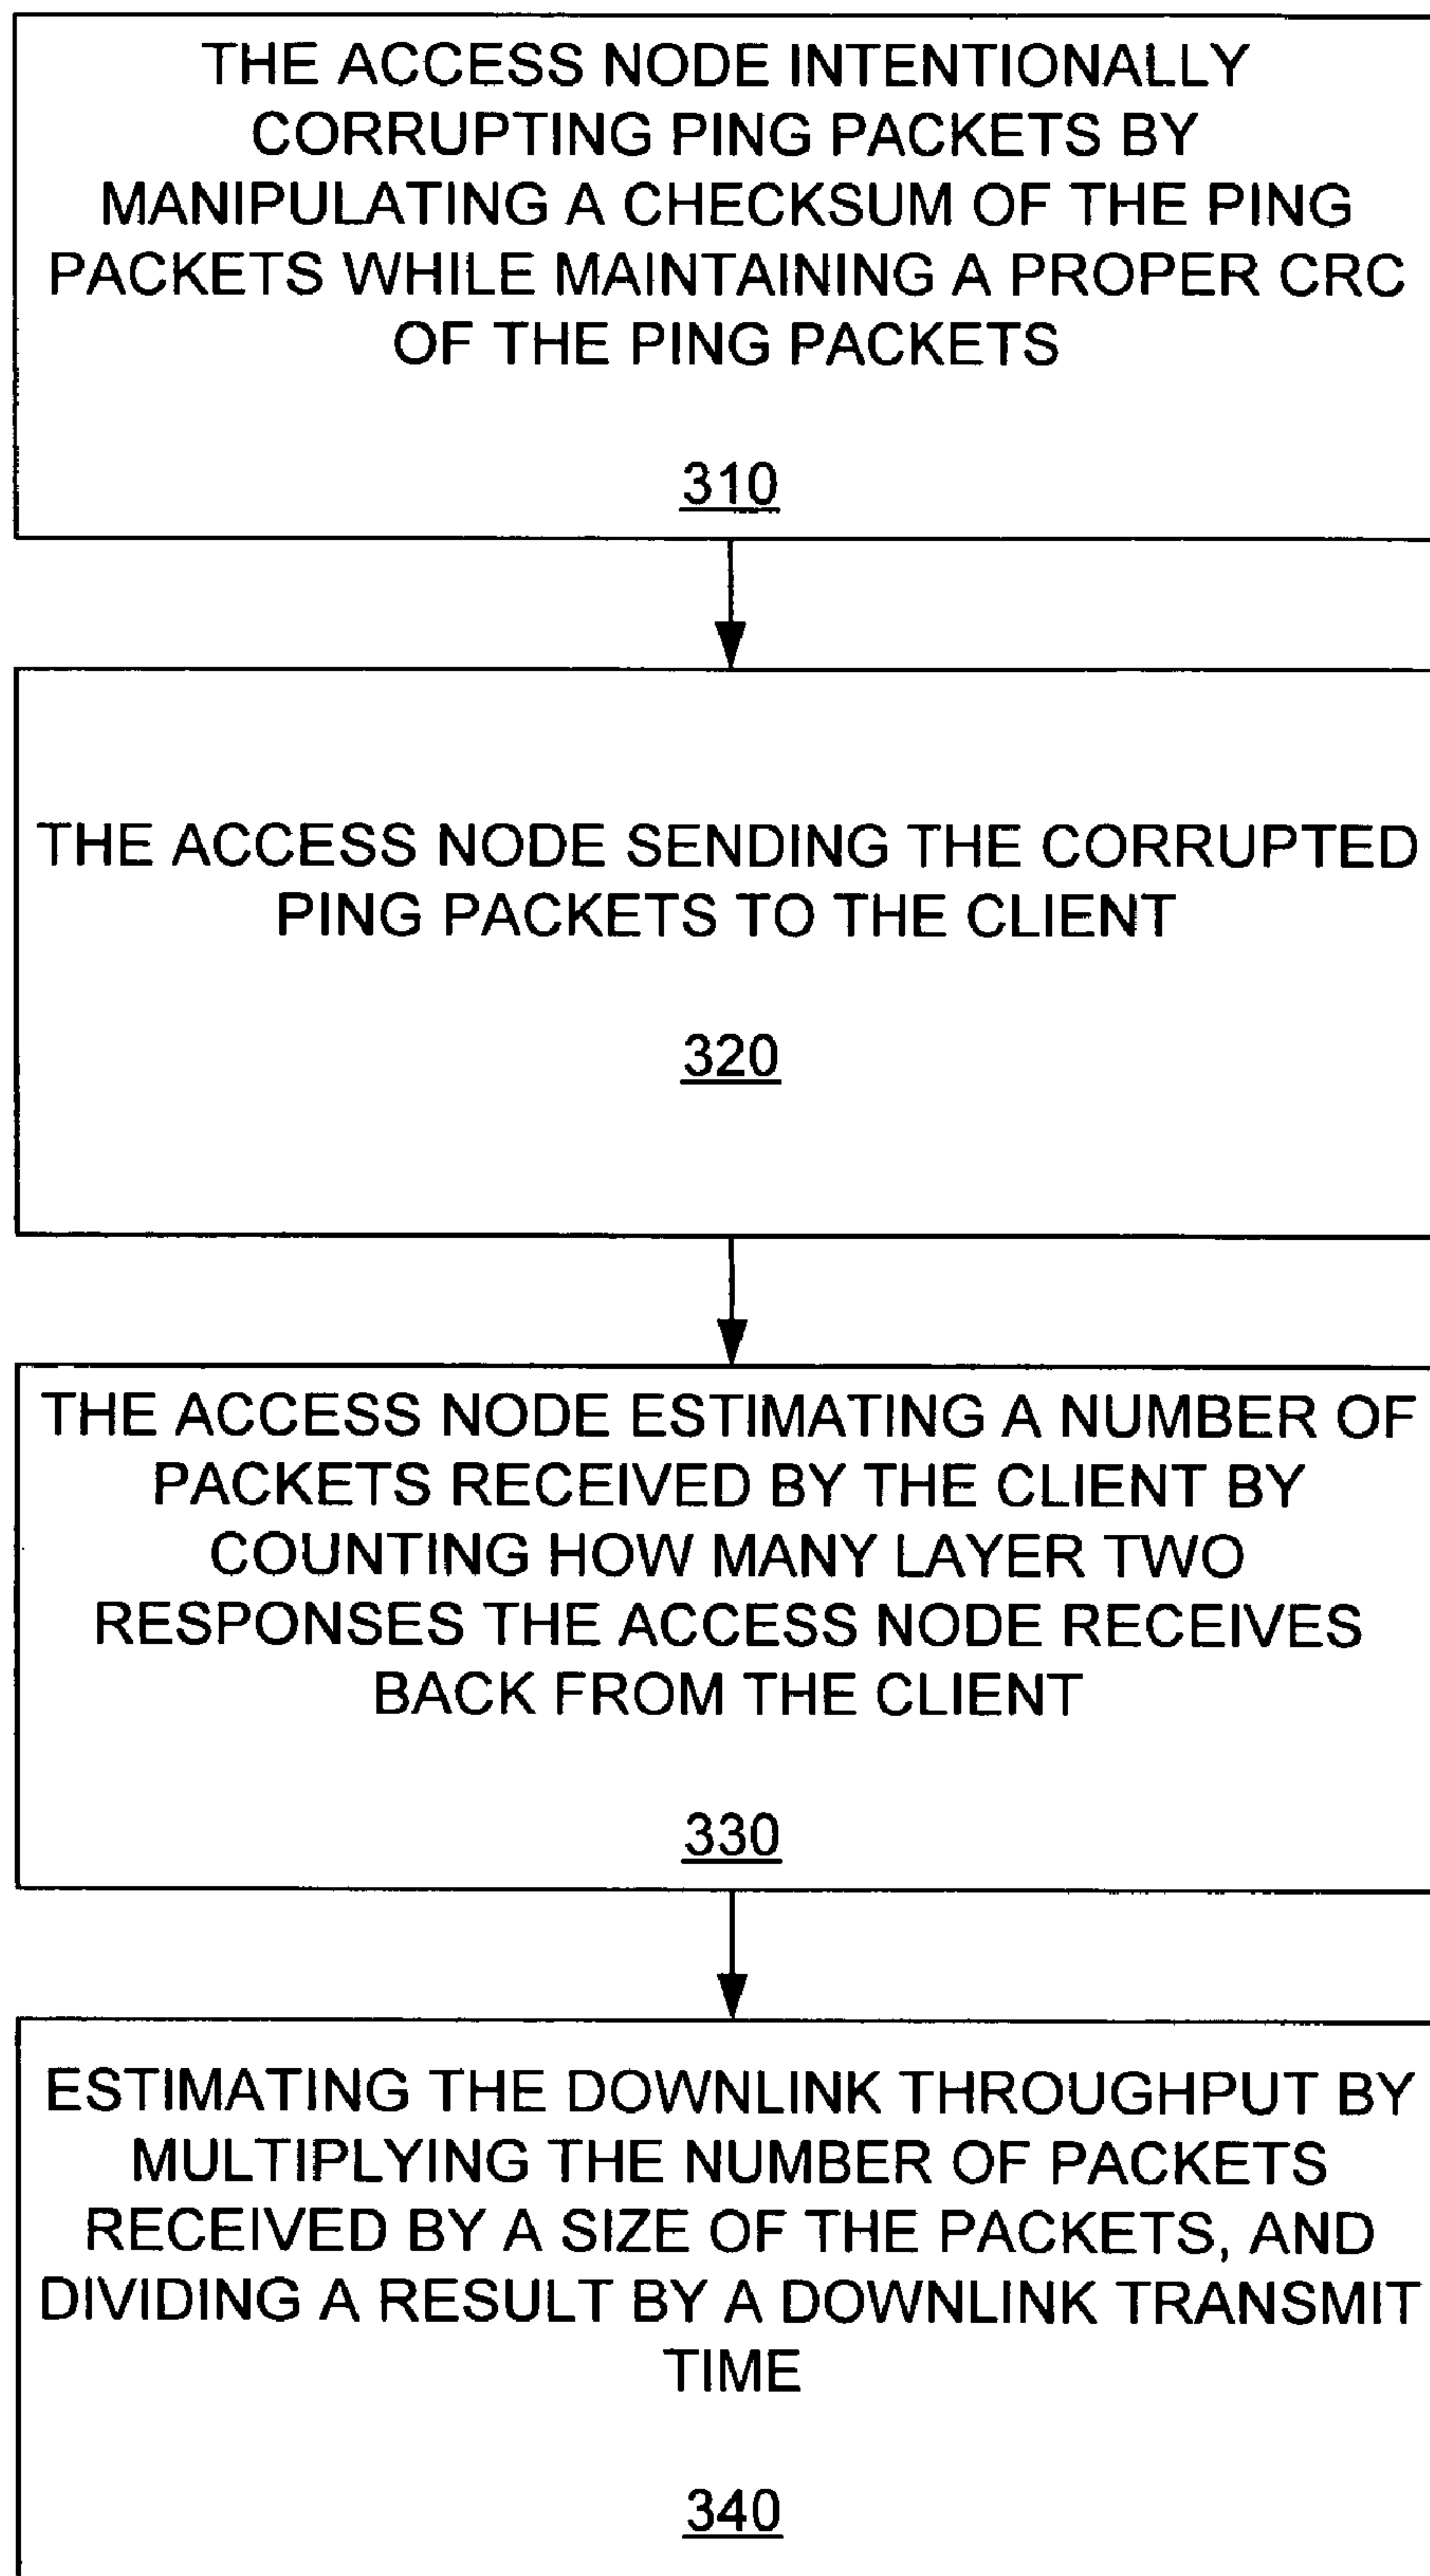 THE ACCESS NODE INTENTIONALLY
CORRUPTING PING PACKETS BY
MANIPULATING A CHECKSUM OF THE PING
PACKETS WHILE MAINTAINING A PROPER CRC
OF THE PING PACKETS
310
THE ACCESS NODE SENDING THE CORRUPTED
PING PACKETS TO THE CLIENT
320
THE ACCESS NODE ESTIMATING A NUMBER OF
PACKETS RECEIVED BY THE CLIENT BY
COUNTING HOW MANY LAYER TWO
RESPONSES THE ACCESS NODE RECEIVES
BACK FROM THE CLIENT
330
ESTIMATING THE DOWNLINK THROUGHPUT BY
MULTIPLYING THE NUMBER OF PACKETS
RECEIVED BY A SIZE OF THE PACKETS, AND
DIVIDING A RESULT BY A DOWNLINK TRANSMIT
TIME
340